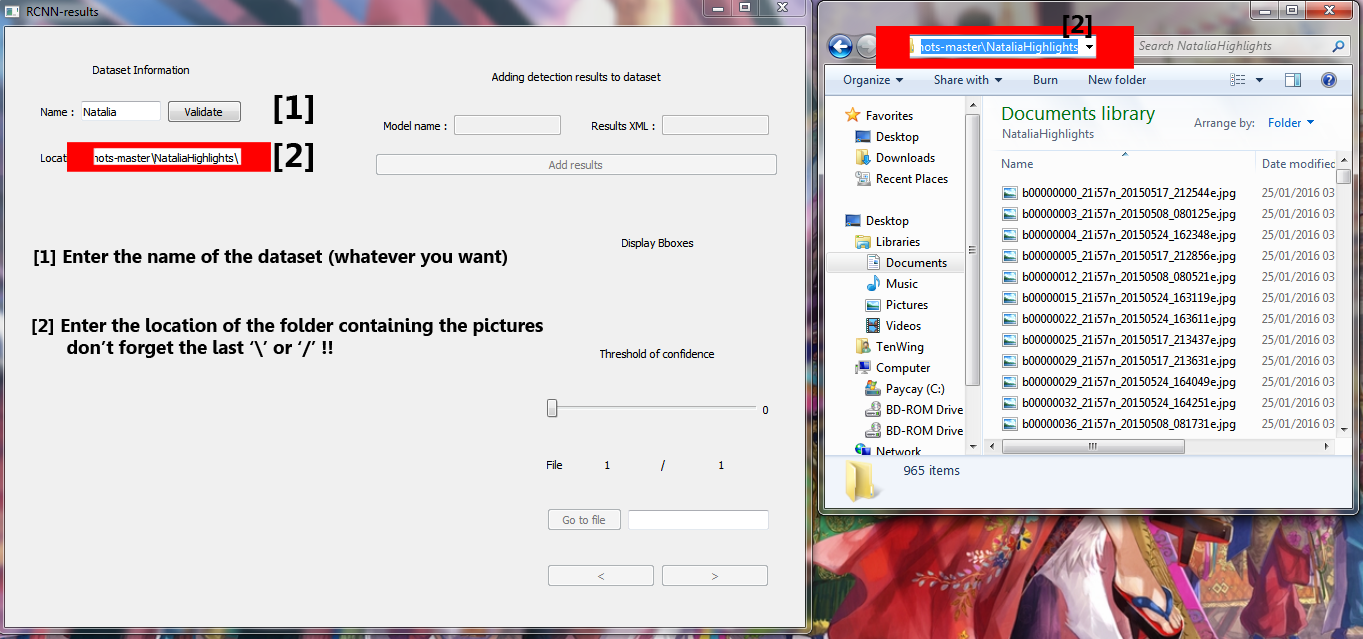 RCNN-results
Dataset Information
Name : Natalia Validate [1]
Locat hots-master\NataliaHighlights\ [2]
Adding detection results to dataset
Model name : Results XML :
Add results
[1] Enter the name of the dataset (whatever you want)
[2] Enter the location of the folder containing the pictures
don't forget the last '\' or '/' !!
Display Bboxes
Threshold of confidence
0
File 1 / 1
Go to file
< >
[2]
hots-master\NataliaHighlights
Search NataliaHighlights
Organize Share with Burn New folder
Favorites
Desktop
Downloads
Recent Places
Desktop
Libraries
Documents
Music
Pictures
Videos
TenWing
Computer
Paycay (C:)
BD-ROM Drive
BD-ROM Drive
Network
Documents library
NataliaHighlights
Arrange by: Folder
Name Date modified
b00000000_21i57n_20150517_212544e.jpg 25/01/2016 03
b00000003_21i57n_20150508_080125e.jpg 25/01/2016 03
b00000004_21i57n_20150524_162348e.jpg 25/01/2016 03
b00000005_21i57n_20150517_212856e.jpg 25/01/2016 03
b00000012_21i57n_20150508_080521e.jpg 25/01/2016 03
b00000015_21i57n_20150524_163119e.jpg 25/01/2016 03
b00000022_21i57n_20150524_163611e.jpg 25/01/2016 03
b00000025_21i57n_20150517_213437e.jpg 25/01/2016 03
b00000029_21i57n_20150517_213631e.jpg 25/01/2016 03
b00000029_21i57n_20150524_164049e.jpg 25/01/2016 03
b00000032_21i57n_20150524_164251e.jpg 25/01/2016 03
b00000036_21i57n_20150508_081731e.jpg 25/01/2016 03
965 items